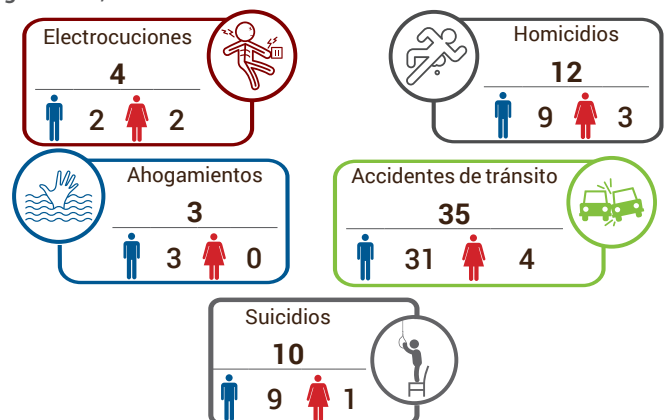 Electrocuciones
4
2 2
Homicidios
12
9 3
Ahogamientos
3
3 0
Accidentes de tránsito
35
31 4
Suicidios
10
9 1